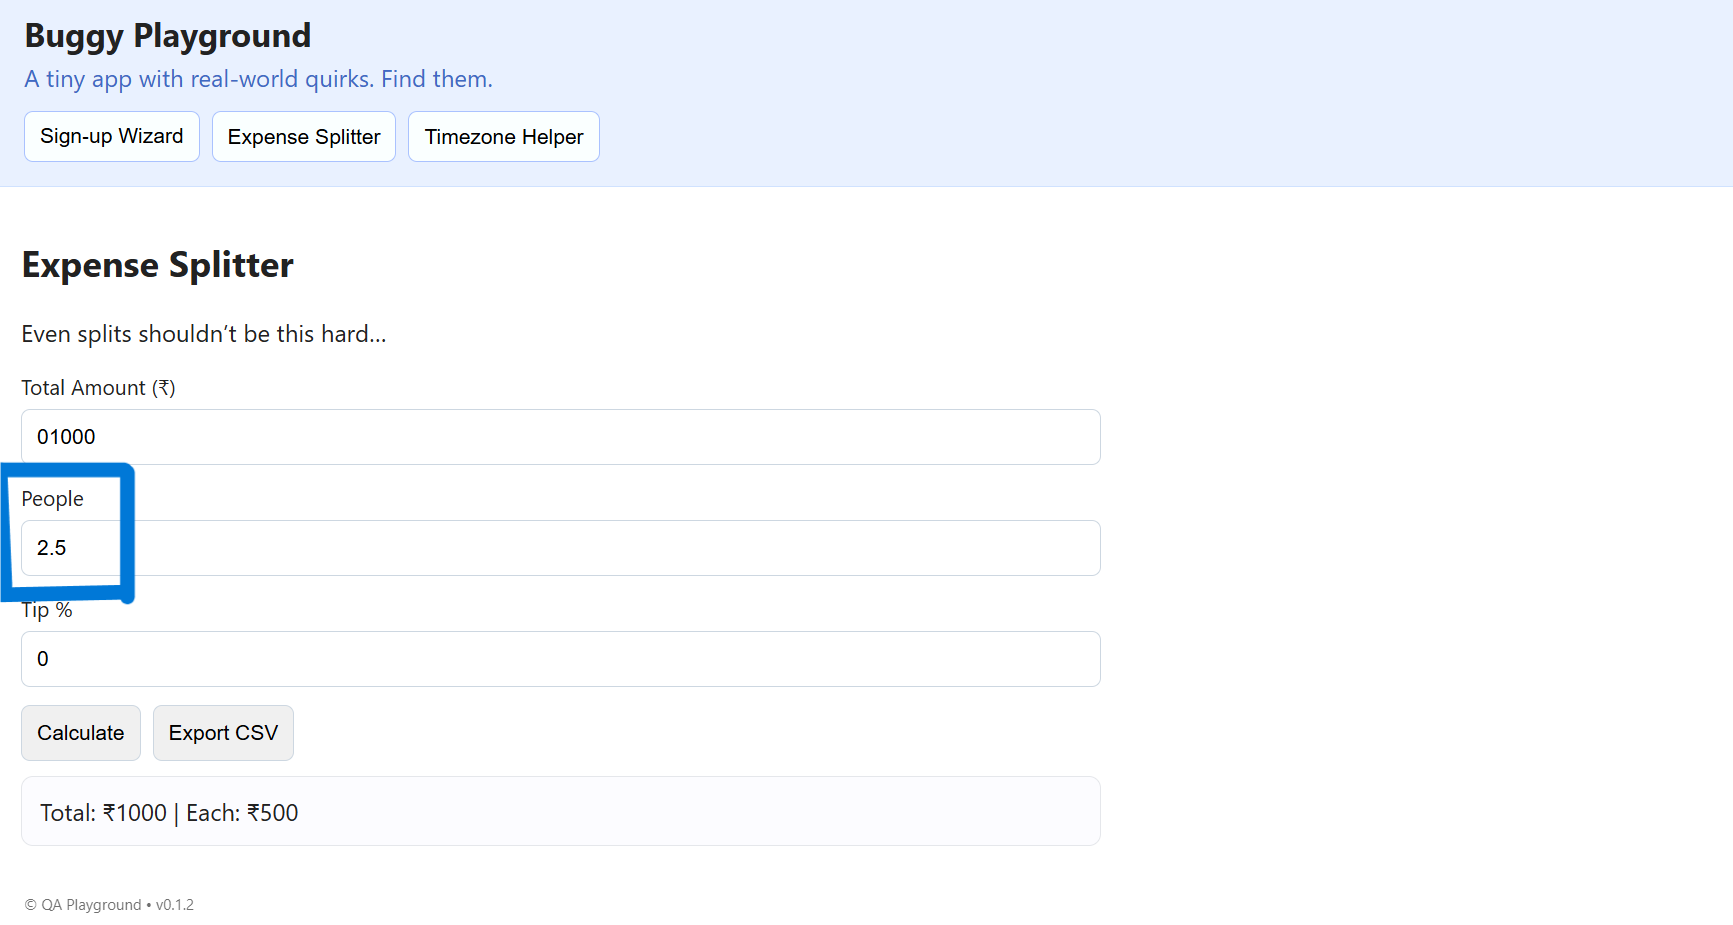 Buggy Playground
A tiny app with real-world quirks. Find them.
Sign-up Wizard Expense Splitter Timezone Helper
Expense Splitter
Even splits shouldn’t be this hard…
Total Amount (₹)
01000
People
2.5
Tip %
0
Calculate Export CSV
Total: ₹1000 | Each: ₹500
© QA Playground • v0.1.2